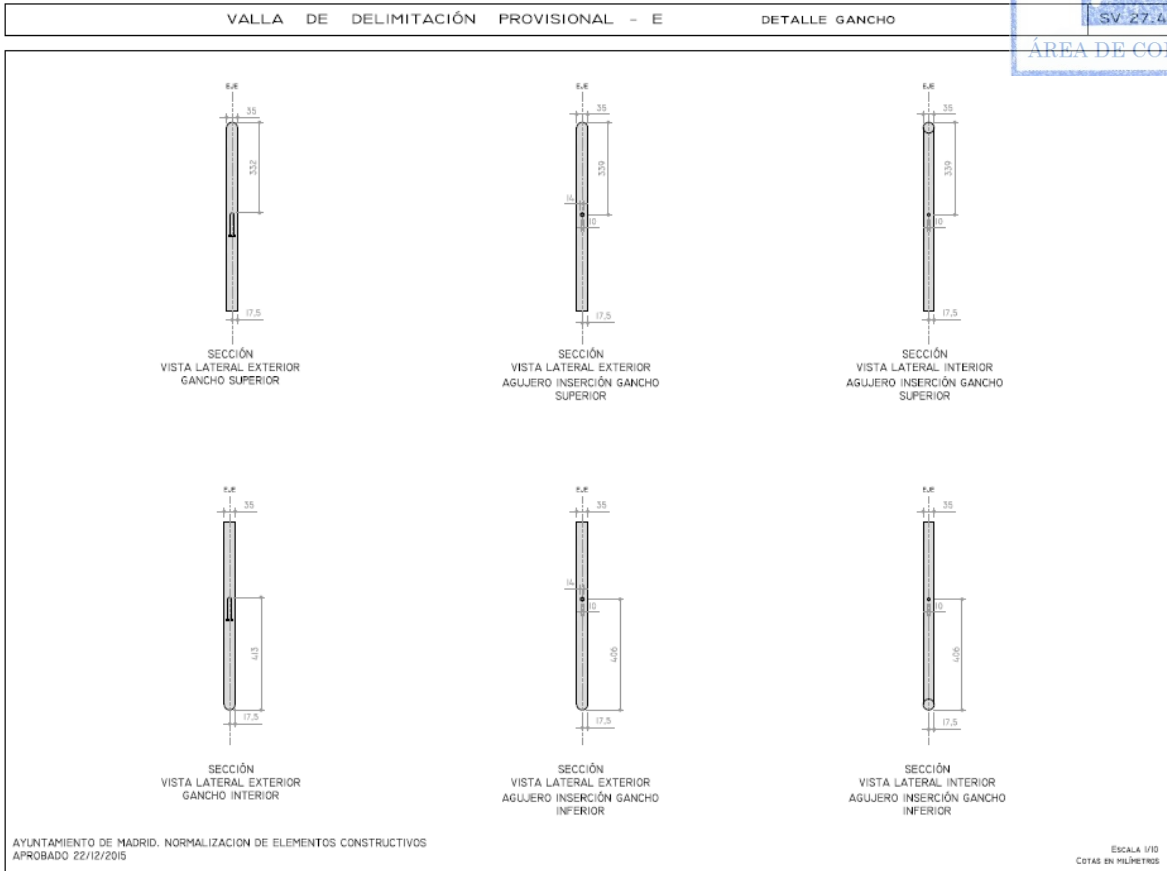 VALLA DE DELIMITACIÓN PROVISIONAL - E DETALLE GANCHO SV 27.4
ÁREA DE
EJE
35
332
17,5
SECCIÓN
VISTA LATERAL EXTERIOR
GANCHO SUPERIOR
EJE
35
339
14
10
17,5
SECCIÓN
VISTA LATERAL EXTERIOR
AGUJERO INSERCIÓN GANCHO
SUPERIOR
EJE
35
339
10
17,5
SECCIÓN
VISTA LATERAL INTERIOR
AGUJERO INSERCIÓN GANCHO
SUPERIOR
EJE
35
413
17,5
SECCIÓN
VISTA LATERAL EXTERIOR
GANCHO INTERIOR
EJE
35
14
10
406
17,5
SECCIÓN
VISTA LATERAL EXTERIOR
AGUJERO INSERCIÓN GANCHO
INFERIOR
EJE
35
10
406
17,5
SECCIÓN
VISTA LATERAL INTERIOR
AGUJERO INSERCIÓN GANCHO
INFERIOR
AYUNTAMIENTO DE MADRID. NORMALIZACION DE ELEMENTOS CONSTRUCTIVOS
APROBADO 22/12/2015
ESCALA 1/10
COTAS EN MILÍMETROS